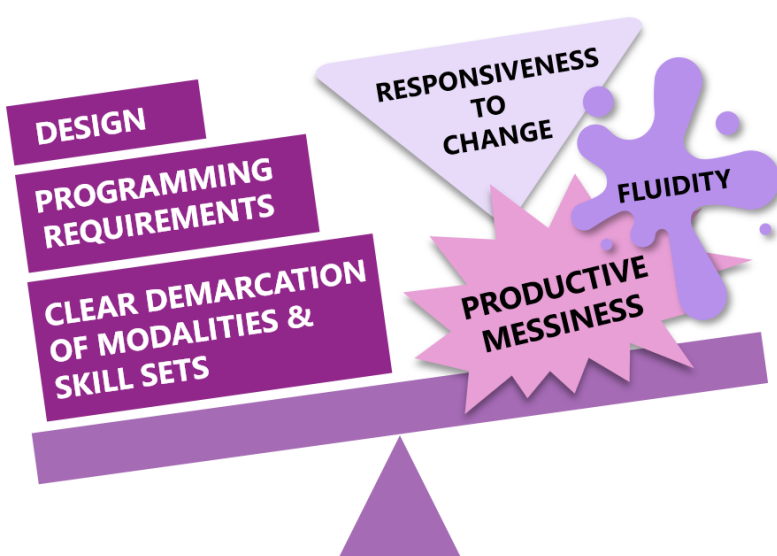 DESIGN
PROGRAMMING
REQUIREMENTS
CLEAR DEMARCATION
OF MODALITIES &
SKILL SETS
RESPONSIVENESS
TO
CHANGE
FLUIDITY
PRODUCTIVE
MESSINESS